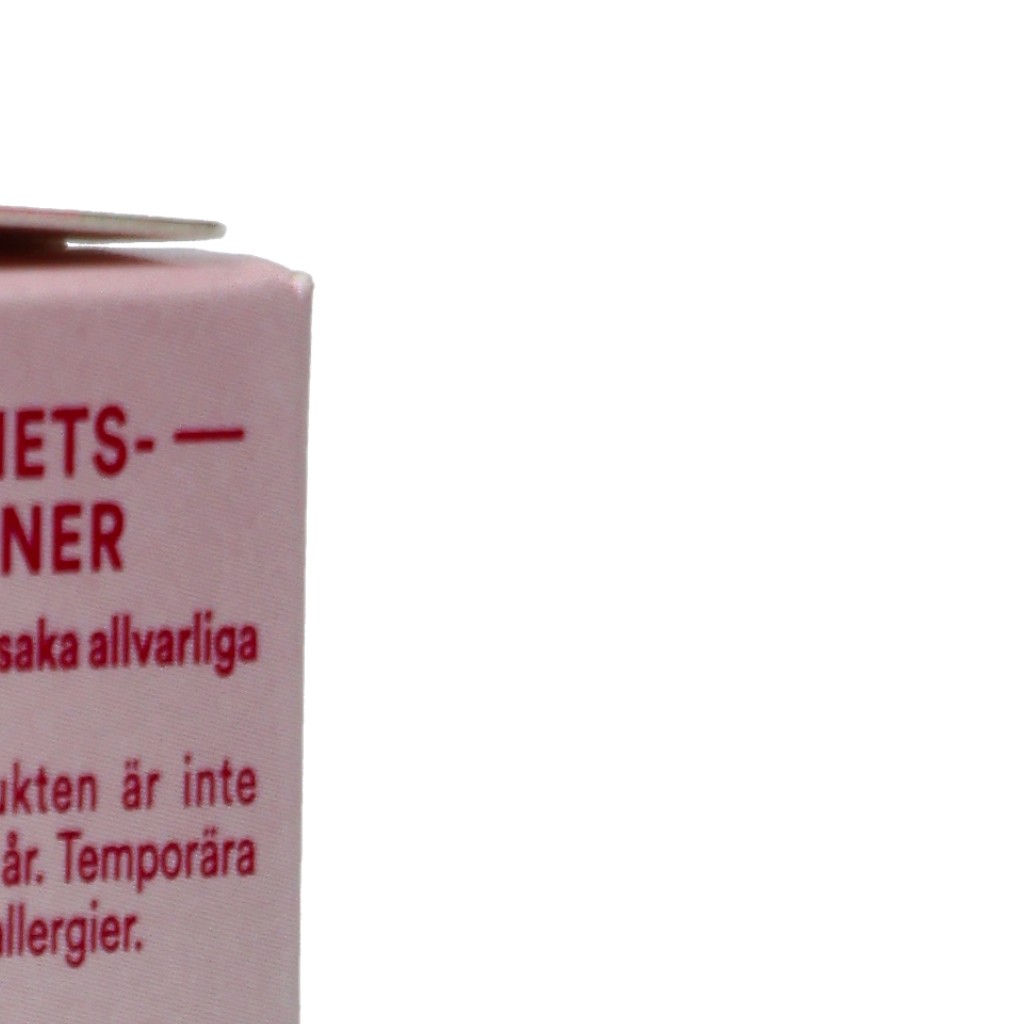 HETS- —
NER
saka allvarliga
ukten är inte
år. Temporära
allergier.